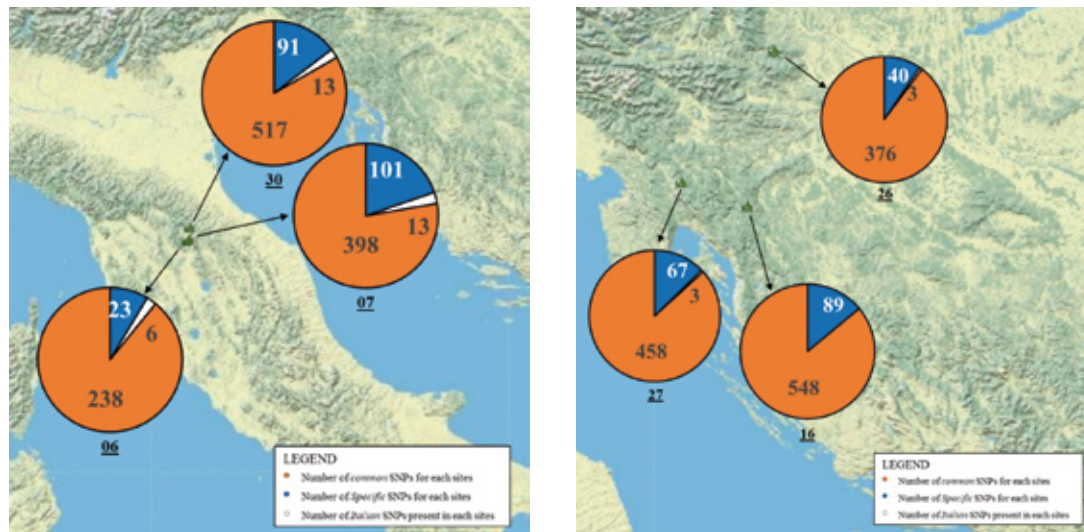 91
13
517
30
101
13
398
07
23
6
238
06
LEGEND
Number of common SNPs for each sites
Number of Specific SNPs for each sites
Number of Italian SNPs present in each sites
40
3
376
26
67
3
458
27
89
548
16
LEGEND
Number of common SNPs for each sites
Number of Specific SNPs for each sites
Number of Italian SNPs present in each sites